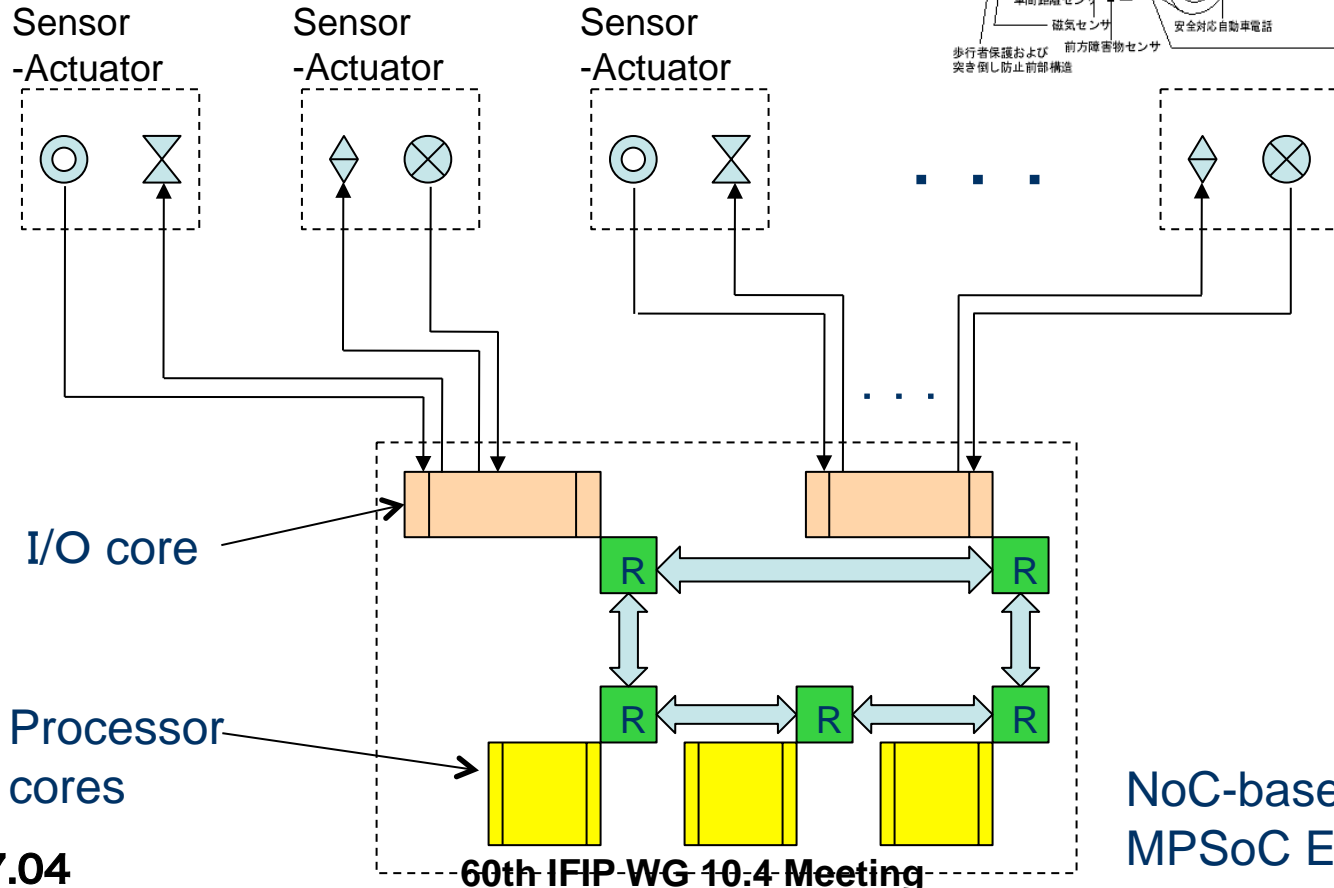 Sensor
-Actuator
Sensor
-Actuator
Sensor
-Actuator
磁気センサ
安全対応自動車電話
前方障害物センサ
歩行者保護および
突き倒し防止前部構造
. . .
. . .
I/O core
R
R
R
R
R
Processor
cores
NoC-base
MPSoC E
7.04
60th IFIP WG 10.4 Meeting